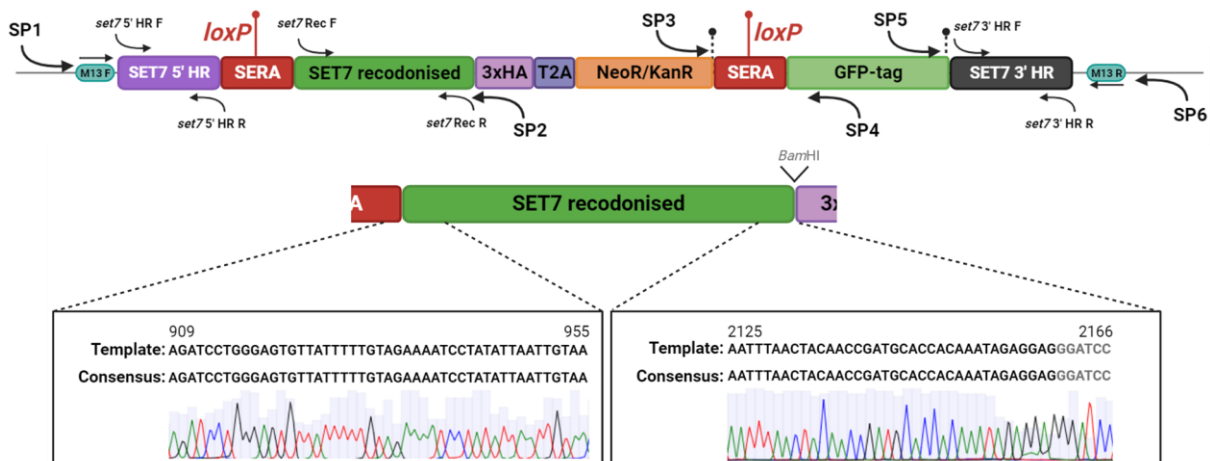 SP1
set7 5' HR F
loxP
set7 Rec F
SP3
loxP
SP5
set7 3' HR F
M13 F
SET7 5' HR
SERA
SET7 recodonised
3xHA
T2A
NeoR/KanR
SERA
GFP-tag
SET7 3' HR
M13 R
set7 5' HR R
set7 Rec R
SP2
SP4
set7 3' HR R
SP6
BamHI
A
SET7 recodonised
3x
909 955
Template: AGATCCTGGGAGTGTTATTTTTGTAGAAAATCCTATATTAATTGTAA
Consensus: AGATCCTGGGAGTGTTATTTTTGTAGAAAATCCTATATTAATTGTAA
2125 2166
Template: AATTTAACTACAACCGATGCACCACAAATAGAGGAGGGATCC
Consensus: AATTTAACTACAACCGATGCACCACAAATAGAGGAGGGATCC